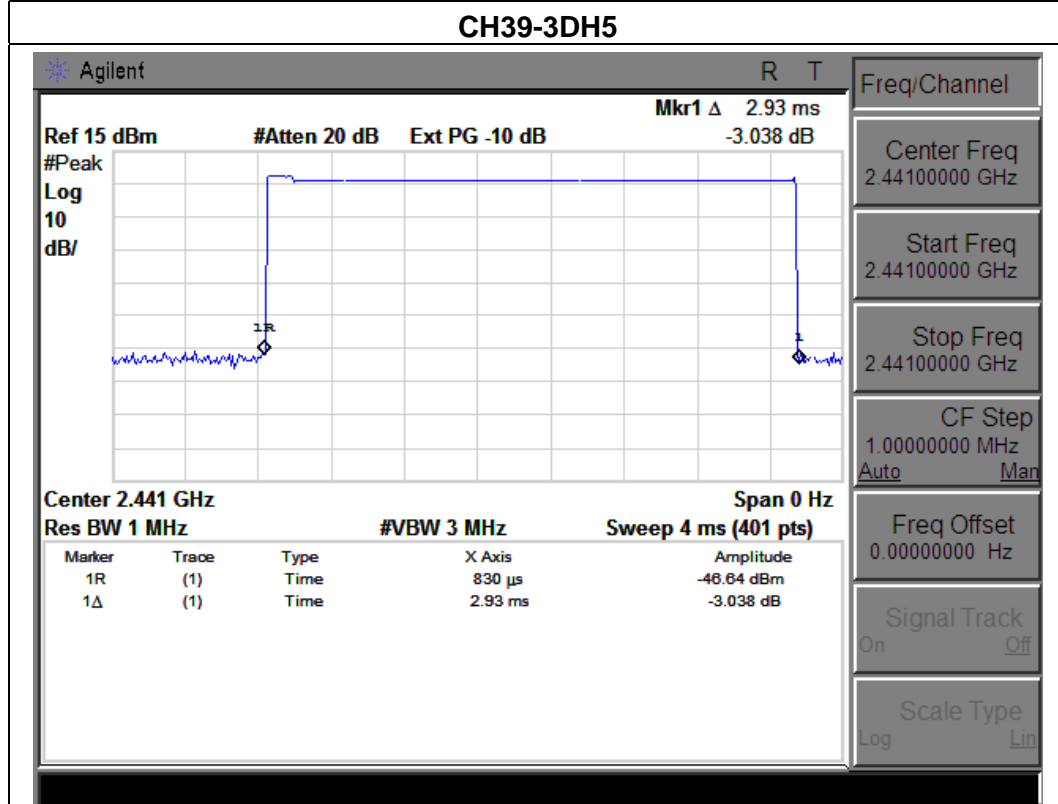 CH39-3DH5
Agilent R T
Mkr1 Δ 2.93 ms
Ref 15 dBm #Atten 20 dB Ext PG -10 dB -3.038 dB
#Peak
Log
10
dB/
1R
1
Center 2.441 GHz Span 0 Hz
Res BW 1 MHz #VBW 3 MHz Sweep 4 ms (401 pts)
Marker Trace Type X Axis Amplitude
1R (1) Time 830 µs -46.64 dBm
1Δ (1) Time 2.93 ms -3.038 dB
Freq/Channel
Center Freq
2.44100000 GHz
Start Freq
2.44100000 GHz
Stop Freq
2.44100000 GHz
CF Step
1.00000000 MHz
Auto Man
Freq Offset
0.00000000 Hz
Signal Track
On Off
Scale Type
Log Lin